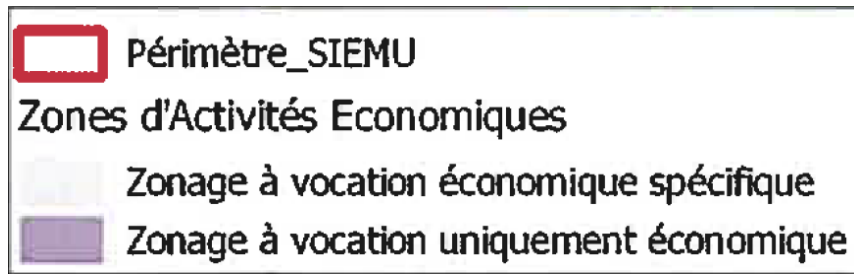 Périmètre_SIEMU
Zones d'Activités Economiques
Zonage à vocation économique spécifique
Zonage à vocation uniquement économique